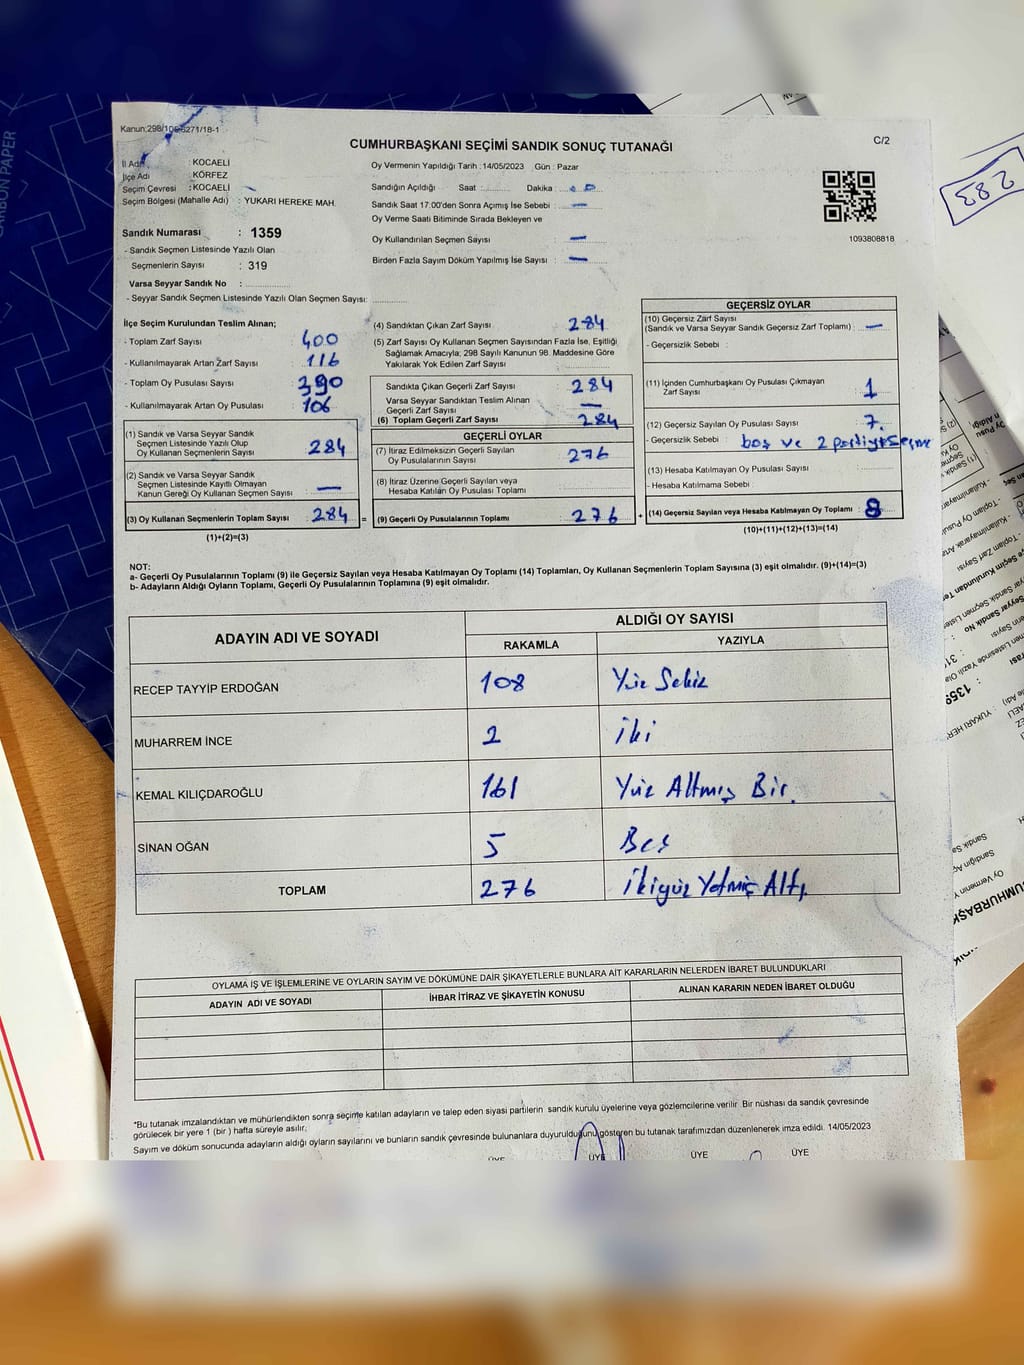 Kanun:298/106-6271/18-1
CUMHURBAŞKANI SEÇİMİ SANDIK SONUÇ TUTANAĞI
C/2
İl Adı : KOCAELİ
İlçe Adı : KÖRFEZ
Seçim Çevresi : KOCAELİ
Seçim Bölgesi (Mahalle Adı) : YUKARI HEREKE MAH.
Sandık Numarası : 1359
- Sandık Seçmen Listesinde Yazılı Olan
Seçmenlerin Sayısı : 319
Varsa Seyyar Sandık No :
- Seyyar Sandık Seçmen Listesinde Yazılı Olan Seçmen Sayısı:
Oy Vermenin Yapıldığı Tarih : 14/05/2023 Gün : Pazar
Sandığın Açıldığı Saat : Dakika :
Sandık Saat 17:00'den Sonra Açımış İse Sebebi : —
Oy Verme Saati Bitiminde Sırada Bekleyen ve
Oy Kullandırılan Seçmen Sayısı : —
Birden Fazla Sayım Döküm Yapılmış İse Sayısı : —
1093808818
İlçe Seçim Kurulundan Teslim Alınan;
- Toplam Zarf Sayısı : 400
- Kullanılmayarak Artan Zarf Sayısı : 116
- Toplam Oy Pusulası Sayısı : 390
- Kullanılmayarak Artan Oy Pusulası : 106
(1) Sandık ve Varsa Seyyar Sandık
Seçmen Listesinde Yazılı Olup
Oy Kullanan Seçmenlerin Sayısı : 284
(2) Sandık ve Varsa Seyyar Sandık
Seçmen Listesinde Kayıtlı Olmayan
Kanun Gereği Oy Kullanan Seçmen Sayısı : —
(3) Oy Kullanan Seçmenlerin Toplam Sayısı : 284 =
(1)+(2)=(3)
(4) Sandıktan Çıkan Zarf Sayısı : 284
(5) Zarf Sayısı Oy Kullanan Seçmen Sayısından Fazla İse, Eşitliği
Sağlamak Amacıyla; 298 Sayılı Kanunun 98. Maddesine Göre
Yakılarak Yok Edilen Zarf Sayısı :
Sandıkta Çıkan Geçerli Zarf Sayısı : 284
Varsa Seyyar Sandıktan Teslim Alınan
Geçerli Zarf Sayısı : —
(6) Toplam Geçerli Zarf Sayısı : 284
GEÇERLİ OYLAR
(7) İtiraz Edilmeksizin Geçerli Sayılan
Oy Pusulalarının Sayısı : 276
(8) İtiraz Üzerine Geçerli Sayılan veya
Hesaba Katılan Oy Pusulaları Toplamı :
(9) Geçerli Oy Pusulalarının Toplamı : 276 +
GEÇERSİZ OYLAR
(10) Geçersiz Zarf Sayısı
(Sandık ve Varsa Seyyar Sandık Geçersiz Zarf Toplamı) : —
- Geçersizlik Sebebi :
(11) İçinden Cumhurbaşkanı Oy Pusulası Çıkmayan
Zarf Sayısı : 1
(12) Geçersiz Sayılan Oy Pusulası Sayısı : 7.
- Geçersizlik Sebebi : boş ve 2 partiye seçme
(13) Hesaba Katılmayan Oy Pusulası Sayısı :
- Hesaba Katılmama Sebebi :
(14) Geçersiz Sayılan veya Hesaba Katılmayan Oy Toplamı : 8
(10)+(11)+(12)+(13)=(14)
NOT:
a- Geçerli Oy Pusulalarının Toplamı (9) ile Geçersiz Sayılan veya Hesaba Katılmayan Oy Toplamı (14) Toplamları, Oy Kullanan Seçmenlerin Toplam Sayısına (3) eşit olmalıdır. (9)+(14)=(3)
b- Adayların Aldığı Oyların Toplamı, Geçerli Oy Pusulalarının Toplamına (9) eşit olmalıdır.
ADAYIN ADI VE SOYADI
ALDIĞI OY SAYISI
RAKAMLA YAZIYLA
RECEP TAYYİP ERDOĞAN 108 Yüz Sekiz
MUHARREM İNCE 2 İki
KEMAL KILIÇDAROĞLU 161 Yüz Altmış Bir
SİNAN OĞAN 5 Beş
TOPLAM 276 İkiyüz Yetmiş Altı
OYLAMA İŞ VE İŞLEMLERİNE VE OYLARIN SAYIM VE DÖKÜMÜNE DAİR ŞİKAYETLERLE BUNLARA AİT KARARLARIN NELERDEN İBARET BULUNDUKLARI
ADAYIN ADI VE SOYADI İHBAR İTİRAZ VE ŞİKAYETİN KONUSU ALINAN KARARIN NEDEN İBARET OLDUĞU
*Bu tutanak imzalandıktan ve mühürlendikten sonra seçime katılan adayların ve talep eden siyasi partilerin sandık kurulu üyelerine veya gözlemcilerine verilir. Bir nüshası da sandık çevresinde
görülecek bir yere 1 (bir) hafta süreyle asılır.
Sayım ve döküm sonucunda adayların aldığı oyların sayılarını ve bunların sandık çevresinde bulunanlara duyurulduğunu gösteren bu tutanak tarafımızdan düzenlenerek imza edildi. 14/05/2023
ÜYE ÜYE ÜYE ÜYE
283
CARBON PAPER
1359